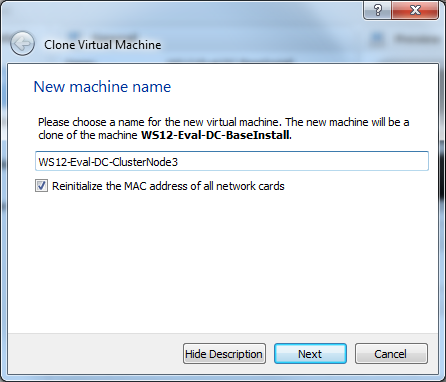 Clone Virtual Machine
New machine name
Please choose a name for the new virtual machine. The new machine will be a
clone of the machine WS12-Eval-DC-BaseInstall.
WS12-Eval-DC-ClusterNode3
Reinitialize the MAC address of all network cards
Hide Description Next Cancel